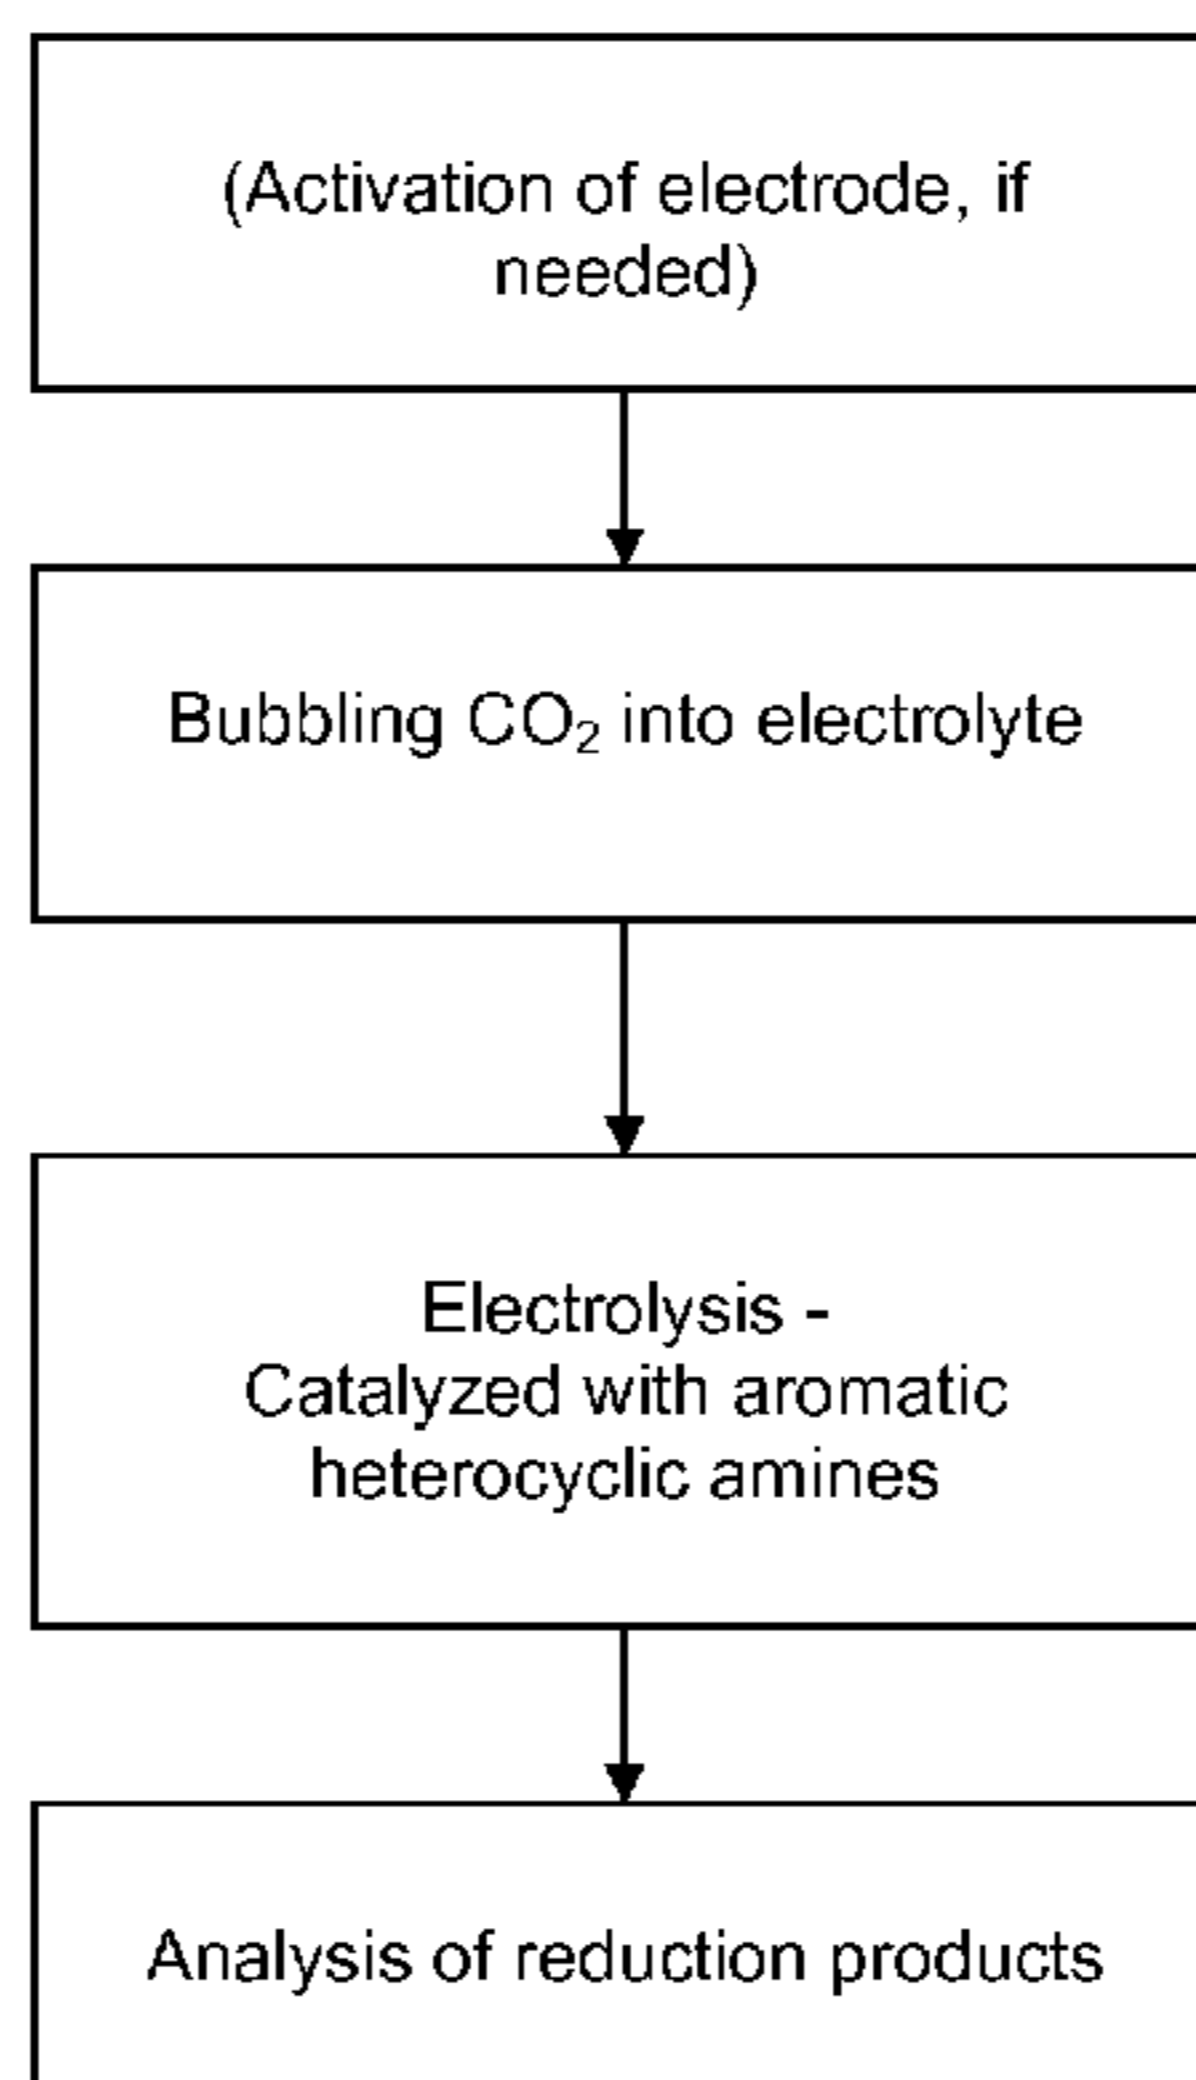 (Activation of electrode, if
needed)
Bubbling CO₂ into electrolyte
Electrolysis -
Catalyzed with aromatic
heterocyclic amines
Analysis of reduction products